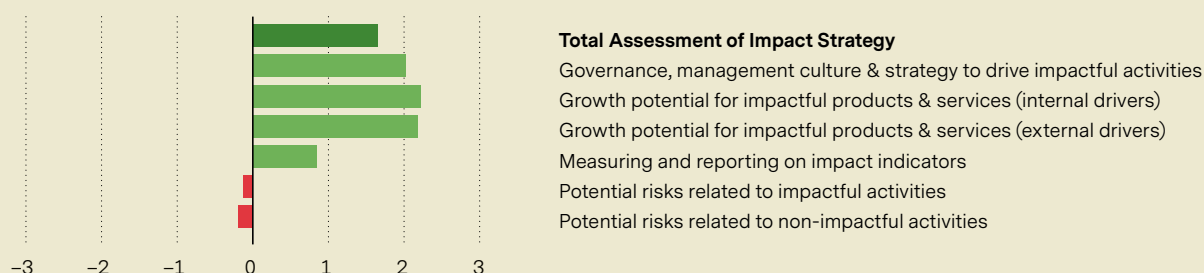 Total Assessment of Impact Strategy
Governance, management culture & strategy to drive impactful activities
Growth potential for impactful products & services (internal drivers)
Growth potential for impactful products & services (external drivers)
Measuring and reporting on impact indicators
Potential risks related to impactful activities
Potential risks related to non-impactful activities
–3 –2 –1 0 1 2 3